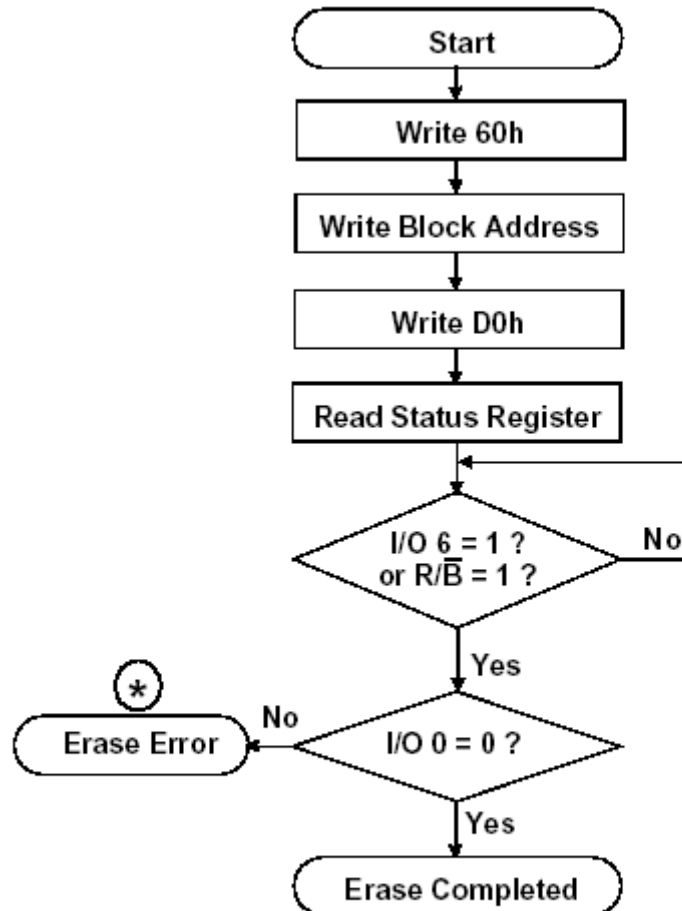 Start
Write 60h
Write Block Address
Write D0h
Read Status Register
I/O 6 = 1 ?
or R/B̅ = 1 ?
No
Yes
*
No
Erase Error
I/O 0 = 0 ?
Yes
Erase Completed